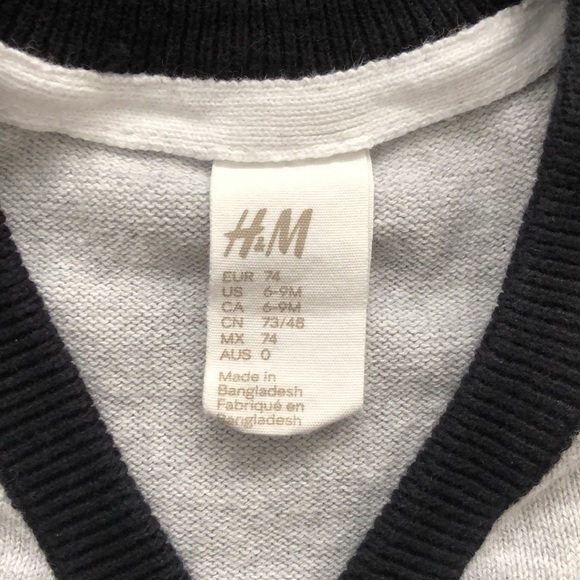 H&M
EUR 74
US 6-9M
CA 6-9M
CN 73/48
MX 74
AUS 0
Made in
Bangladesh
Fabriqué en
Bangladesh